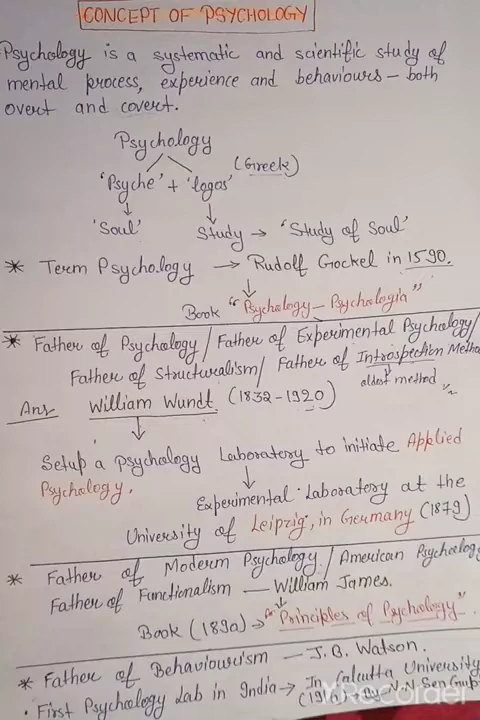 CONCEPT OF PSYCHOLOGY
Psychology is a systematic and scientific study of
mental process, experience and behaviours - both
overt and covert.
Psychology
'Psyche' + 'logos' (Greek)
'Soul' Study → 'Study of Soul'
* Term Psychology → Rudolf Gockel in 1590.
Book "Psychology - Psychologia"
* Father of Psychology / Father of Experimental Psychology /
Father of Structuralism / Father of Introspection Metho
oldest method
Ans William Wundt (1832-1920)
Setup a Psychology Laboratory to initiate Applied
Psychology.
Experimental Laboratory at the
University of Leipzig, in Germany (1879)
* Father of Modern Psychology / American Psycholog
Father of Functionalism - William James.
Book (1890) → "Principles of Psychology".
* Father of Behaviourism - J.B. Watson.
• First Psychology Lab in India → In Calcutta University
by N.N. Sen Gup
XRecorder